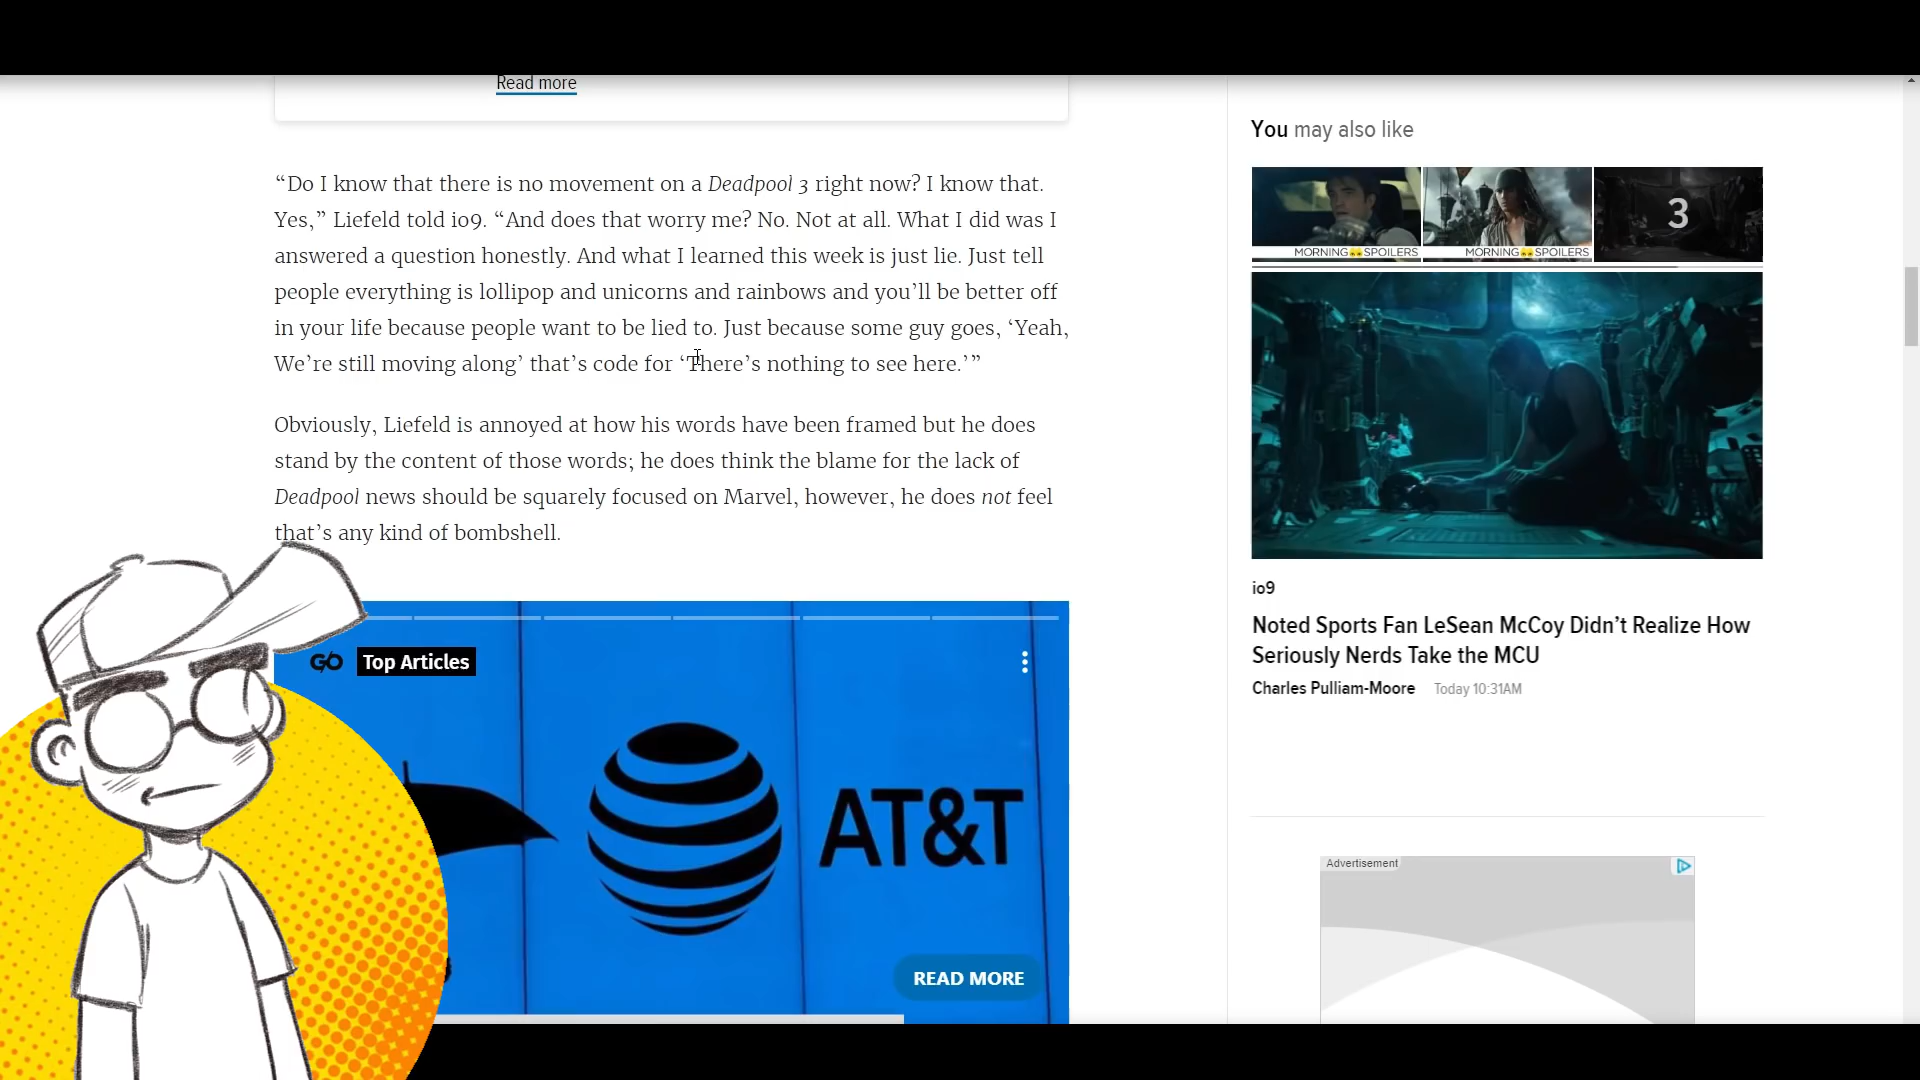 Read more
“Do I know that there is no movement on a Deadpool 3 right now? I know that.
Yes,” Liefeld told io9. “And does that worry me? No. Not at all. What I did was I
answered a question honestly. And what I learned this week is just lie. Just tell
people everything is lollipop and unicorns and rainbows and you’ll be better off
in your life because people want to be lied to. Just because some guy goes, ‘Yeah,
We’re still moving along’ that’s code for ‘There’s nothing to see here.’”
Obviously, Liefeld is annoyed at how his words have been framed but he does
stand by the content of those words; he does think the blame for the lack of
Deadpool news should be squarely focused on Marvel, however, he does not feel
that’s any kind of bombshell.
GO Top Articles
AT&T
READ MORE
You may also like
MORNING SPOILERS
MORNING SPOILERS
3
io9
Noted Sports Fan LeSean McCoy Didn’t Realize How
Seriously Nerds Take the MCU
Charles Pulliam-Moore Today 10:31AM
Advertisement